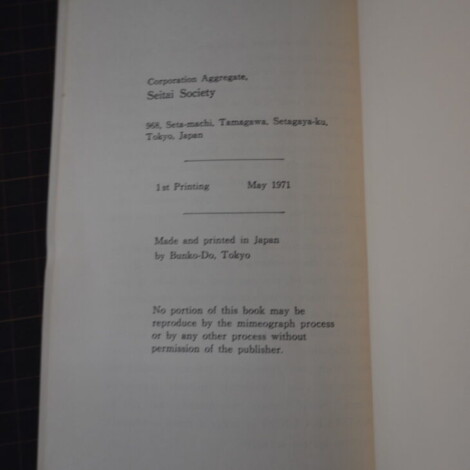 Corporation Aggregate,
Seitai Society
968, Seta-machi, Tamagawa, Setagaya-ku,
Tokyo, Japan
1st Printing May 1971
Made and printed in Japan
by Bunko-Do, Tokyo
No portion of this book may be
reproduce by the mimeograph process
or by any other process without
permission of the publisher.